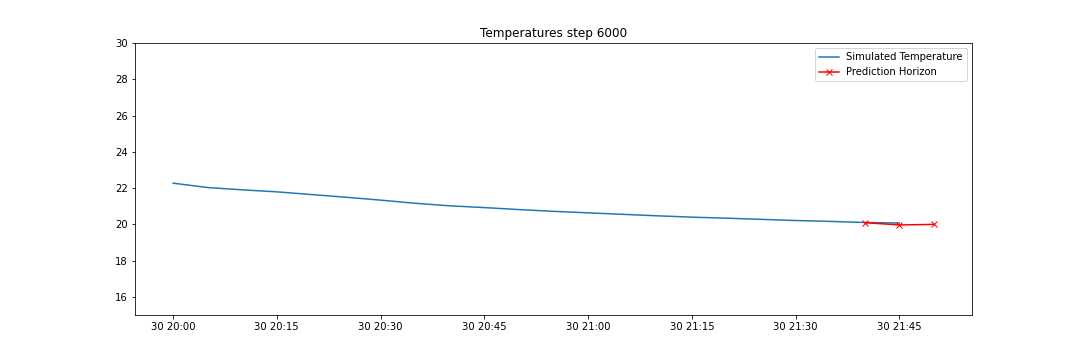 Temperatures step 6000
30
28
26
24
22
20
18
16
Simulated Temperature
Prediction Horizon
30 20:00 30 20:15 30 20:30 30 20:45 30 21:00 30 21:15 30 21:30 30 21:45